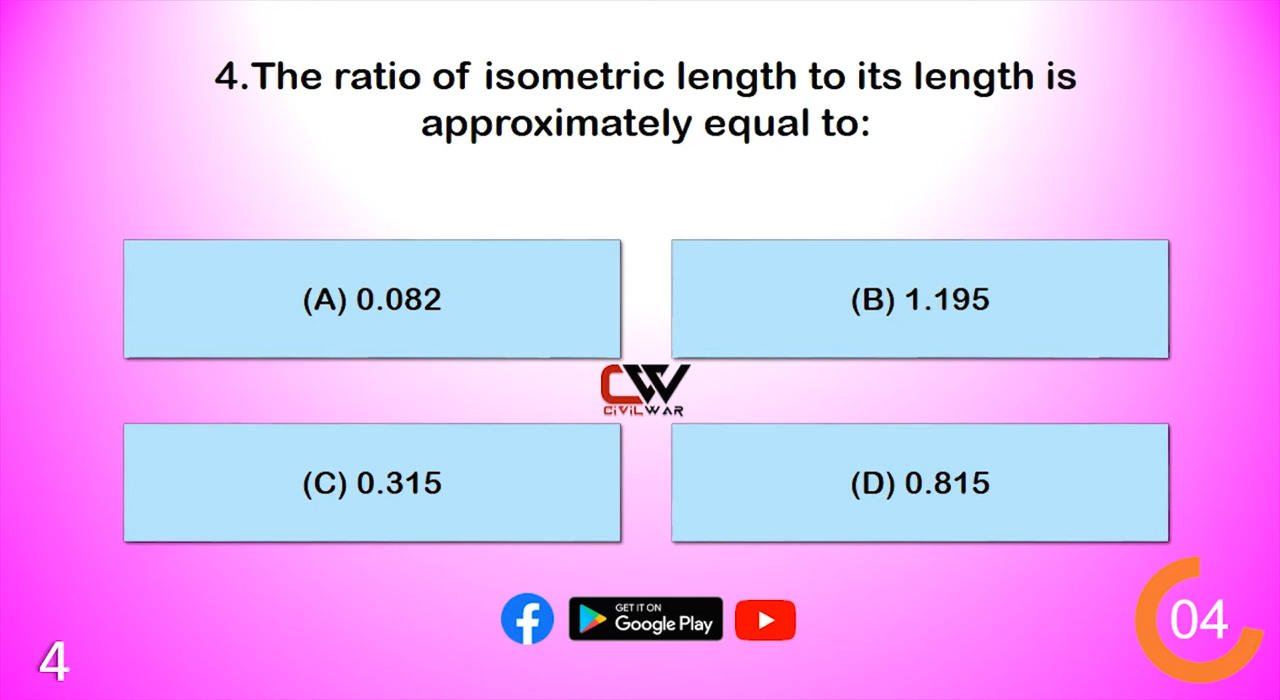 4.The ratio of isometric length to its length is
approximately equal to:
(A) 0.082
(B) 1.195
CW
CiViLWAR
(C) 0.315
(D) 0.815
f
GET IT ON
Google Play
04
4